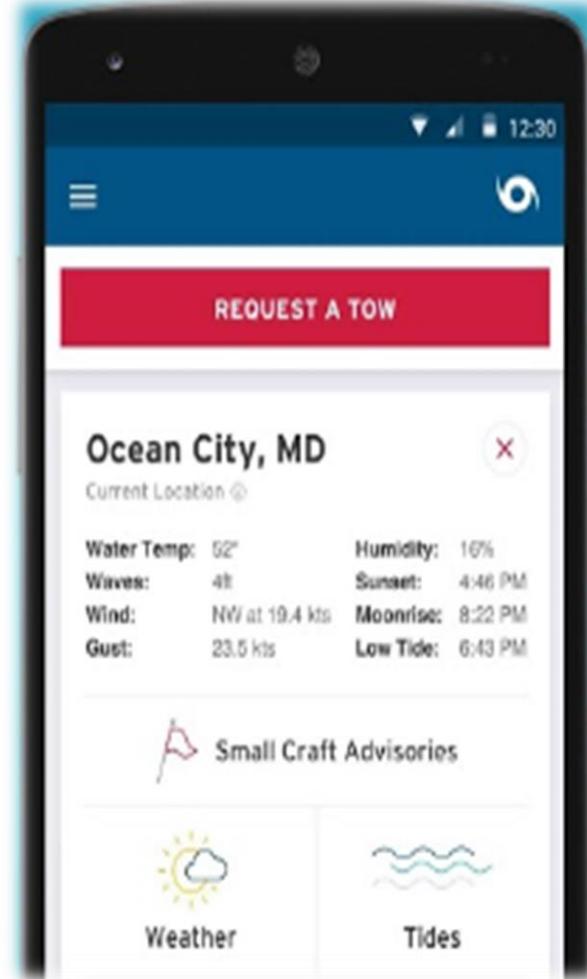 12:30
REQUEST A TOW
Ocean City, MD
Current Location
Water Temp: 52° Humidity: 16%
Waves: 4ft Sunset: 4:46 PM
Wind: NW at 19.4 kts Moonrise: 8:22 PM
Gust: 23.5 kts Low Tide: 6:43 PM
Small Craft Advisories
Weather Tides